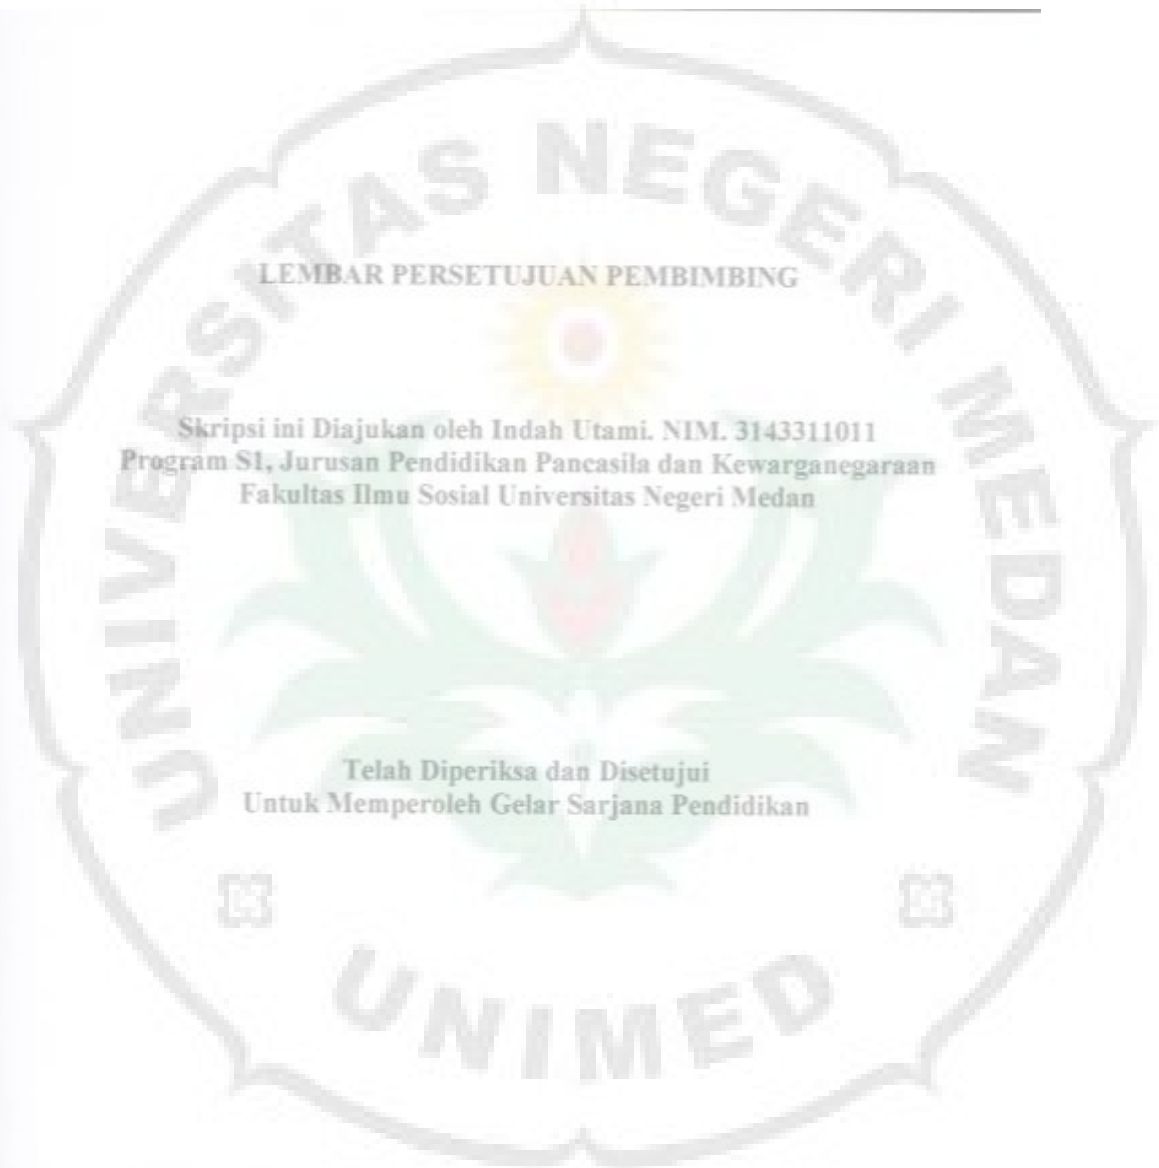 UNIVERSITAS NEGERI MEDAN
LEMBAR PERSETUJUAN PEMBIMBING
Skripsi ini Diajukan oleh Indah Utami. NIM. 3143311011
Program S1, Jurusan Pendidikan Pancasila dan Kewarganegaraan
Fakultas Ilmu Sosial Universitas Negeri Medan
Telah Diperiksa dan Disetujui
Untuk Memperoleh Gelar Sarjana Pendidikan
UNIMED